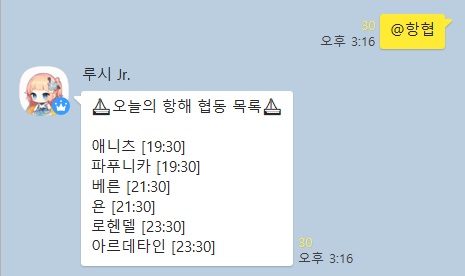 @항협
30
오후 3:16
루시 Jr.
⛵오늘의 항해 협동 목록⛵
애니츠 [19:30]
파푸니카 [19:30]
베른 [21:30]
욘 [21:30]
로헨델 [23:30]
아르데타인 [23:30]
30
오후 3:16